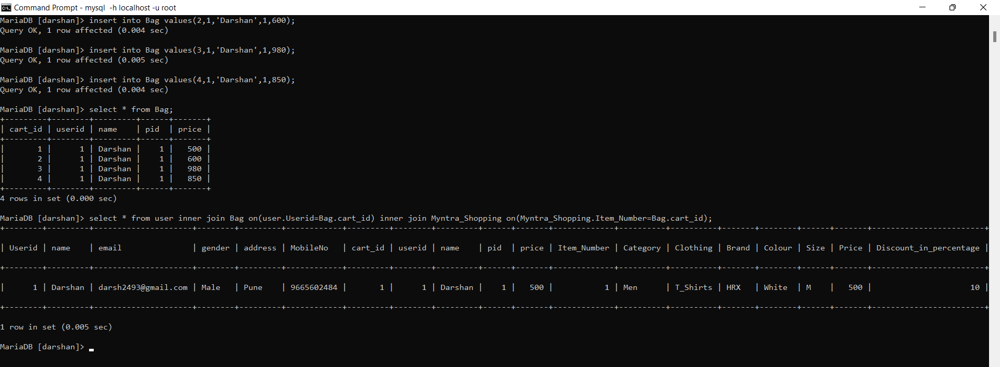 Command Prompt - mysql  -h localhost -u root
MariaDB [darshan]> insert into Bag values(2,1,'Darshan',1,600);
Query OK, 1 row affected (0.004 sec)
MariaDB [darshan]> insert into Bag values(3,1,'Darshan',1,980);
Query OK, 1 row affected (0.005 sec)
MariaDB [darshan]> insert into Bag values(4,1,'Darshan',1,850);
Query OK, 1 row affected (0.004 sec)
MariaDB [darshan]> select * from Bag;
+---------+--------+---------+------+-------+
| cart_id | userid | name    | pid  | price |
+---------+--------+---------+------+-------+
|       1 |      1 | Darshan |    1 |   500 |
|       2 |      1 | Darshan |    1 |   600 |
|       3 |      1 | Darshan |    1 |   980 |
|       4 |      1 | Darshan |    1 |   850 |
+---------+--------+---------+------+-------+
4 rows in set (0.000 sec)
MariaDB [darshan]> select * from user inner join Bag on(user.Userid=Bag.cart_id) inner join Myntra_Shopping on(Myntra_Shopping.Item_Number=Bag.cart_id);
+--------+---------+---------------------+--------+---------+------------+---------+--------+---------+------+-------+-------------+----------+----------+-------+--------+------+-------+------------------------+
| Userid | name    | email               | gender | address | MobileNo   | cart_id | userid | name    | pid  | price | Item_Number | Category | Clothing | Brand | Colour | Size | Price | Discount_in_percentage |
+--------+---------+---------------------+--------+---------+------------+---------+--------+---------+------+-------+-------------+----------+----------+-------+--------+------+-------+------------------------+
|      1 | Darshan | darsh2493@gmail.com | Male   | Pune    | 9665602484 |       1 |      1 | Darshan |    1 |   500 |           1 | Men      | T_Shirts | HRX   | White  | M    |   500 |                     10 |
+--------+---------+---------------------+--------+---------+------------+---------+--------+---------+------+-------+-------------+----------+----------+-------+--------+------+-------+------------------------+
1 row in set (0.005 sec)
MariaDB [darshan]>